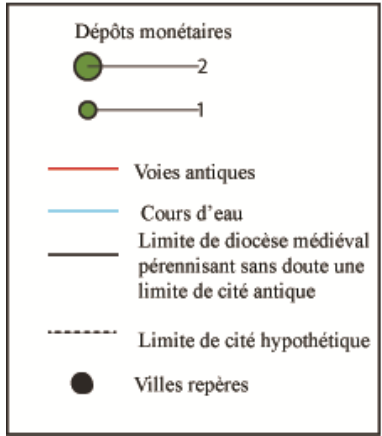 Dépôts monétaires
2
1
Voies antiques
Cours d'eau
Limite de diocèse médiéval
pérennisant sans doute une
limite de cité antique
Limite de cité hypothétique
Villes repères